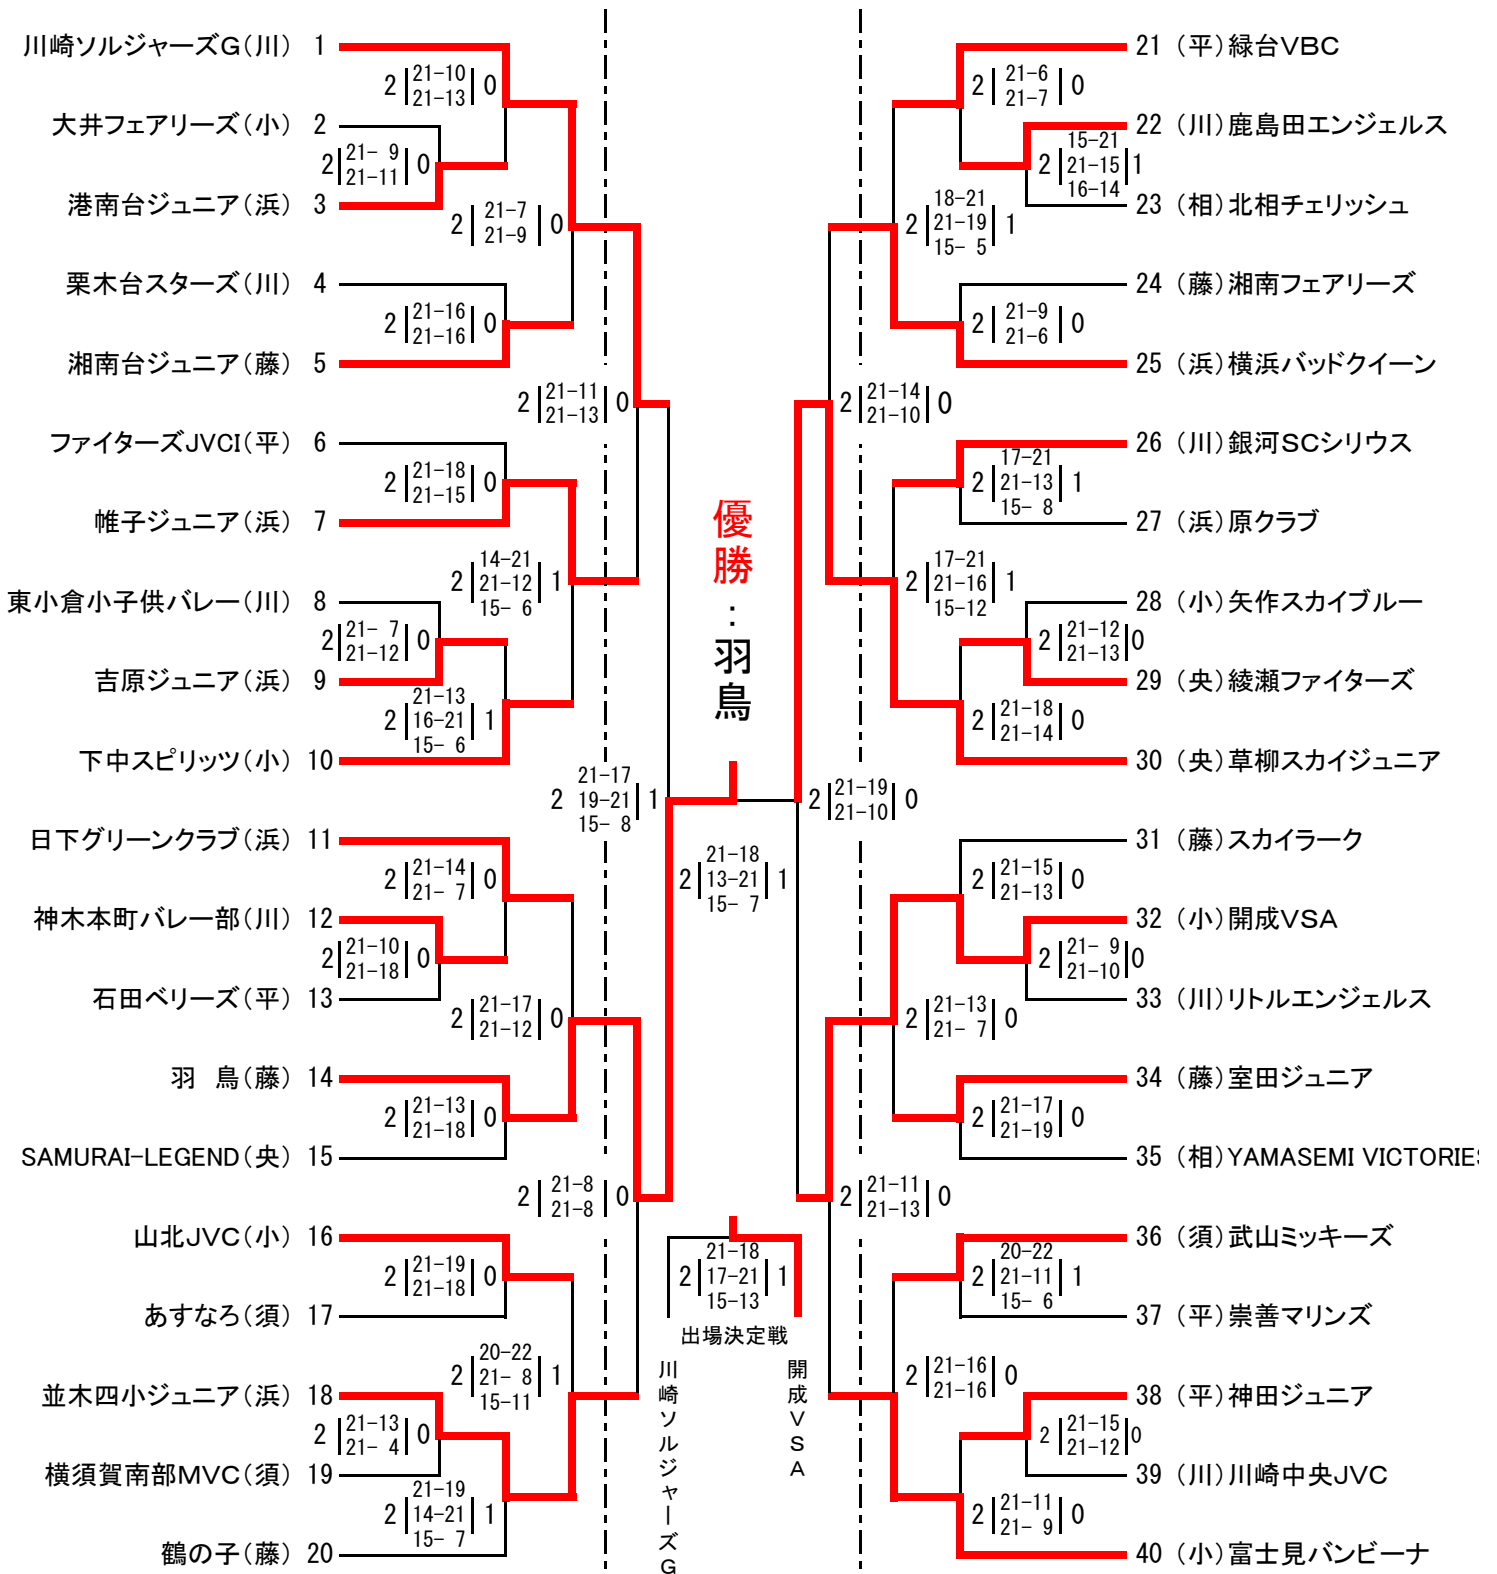 川崎ソルジャーズG（川） 1
2 21-10 0
21-13
大井フェアリーズ（小） 2
2 21- 9 0
21-11
港南台ジュニア（浜） 3
2 21-7 0
21-9
栗木台スターズ（川） 4
2 21-16 0
21-16
湘南台ジュニア（藤） 5
2 21-11 0
21-13
ファイターズJVCI（平） 6
2 21-18 0
21-15
帷子ジュニア（浜） 7
14-21
2 21-12 1
15- 6
東小倉小子供バレー（川） 8
2 21- 7 0
21-12
吉原ジュニア（浜） 9
21-13
2 16-21 1
15- 6
下中スピリッツ（小） 10
21-17
2 19-21 1
15- 8
日下グリーンクラブ（浜） 11
2 21-14 0
21- 7
神木本町バレー部（川） 12
2 21-10 0
21-18
石田ベリーズ（平） 13
2 21-17 0
21-12
羽　鳥（藤） 14
2 21-13 0
21-18
SAMURAI-LEGEND（央） 15
2 21-8 0
21-8
山北JVC（小） 16
2 21-19 0
21-18
あすなろ（須） 17
20-22
2 21- 8 1
15-11
並木四小ジュニア（浜） 18
2 21-13 0
21- 4
横須賀南部MVC（須） 19
21-19
2 14-21 1
15- 7
鶴の子（藤） 20
優勝：羽鳥
21-18
2 13-21 1
15- 7
21-18
2 17-21 1
15-13
出場決定戦
川崎ソルジャーズG
開成VSA
21 （平）緑台VBC
2 21-6 0
21-7
22 （川）鹿島田エンジェルス
15-21
2 21-15 1
16-14
23 （相）北相チェリッシュ
18-21
2 21-19 1
15- 5
24 （藤）湘南フェアリーズ
2 21-9 0
21-6
25 （浜）横浜バッドクイーン
2 21-14 0
21-10
26 （川）銀河SCシリウス
17-21
2 21-13 1
15- 8
27 （浜）原クラブ
17-21
2 21-16 1
15-12
28 （小）矢作スカイブルー
2 21-12 0
21-13
29 （央）綾瀬ファイターズ
2 21-18 0
21-14
30 （央）草柳スカイジュニア
2 21-19 0
21-10
31 （藤）スカイラーク
2 21-15 0
21-13
32 （小）開成VSA
2 21- 9 0
21-10
33 （川）リトルエンジェルス
2 21-13 0
21- 7
34 （藤）室田ジュニア
2 21-17 0
21-19
35 （相）YAMASEMI VICTORIES
2 21-11 0
21-13
36 （須）武山ミッキーズ
20-22
2 21-11 1
15- 6
37 （平）崇善マリンズ
2 21-16 0
21-16
38 （平）神田ジュニア
2 21-15 0
21-12
39 （川）川崎中央JVC
2 21-11 0
21- 9
40 （小）富士見バンビーナ